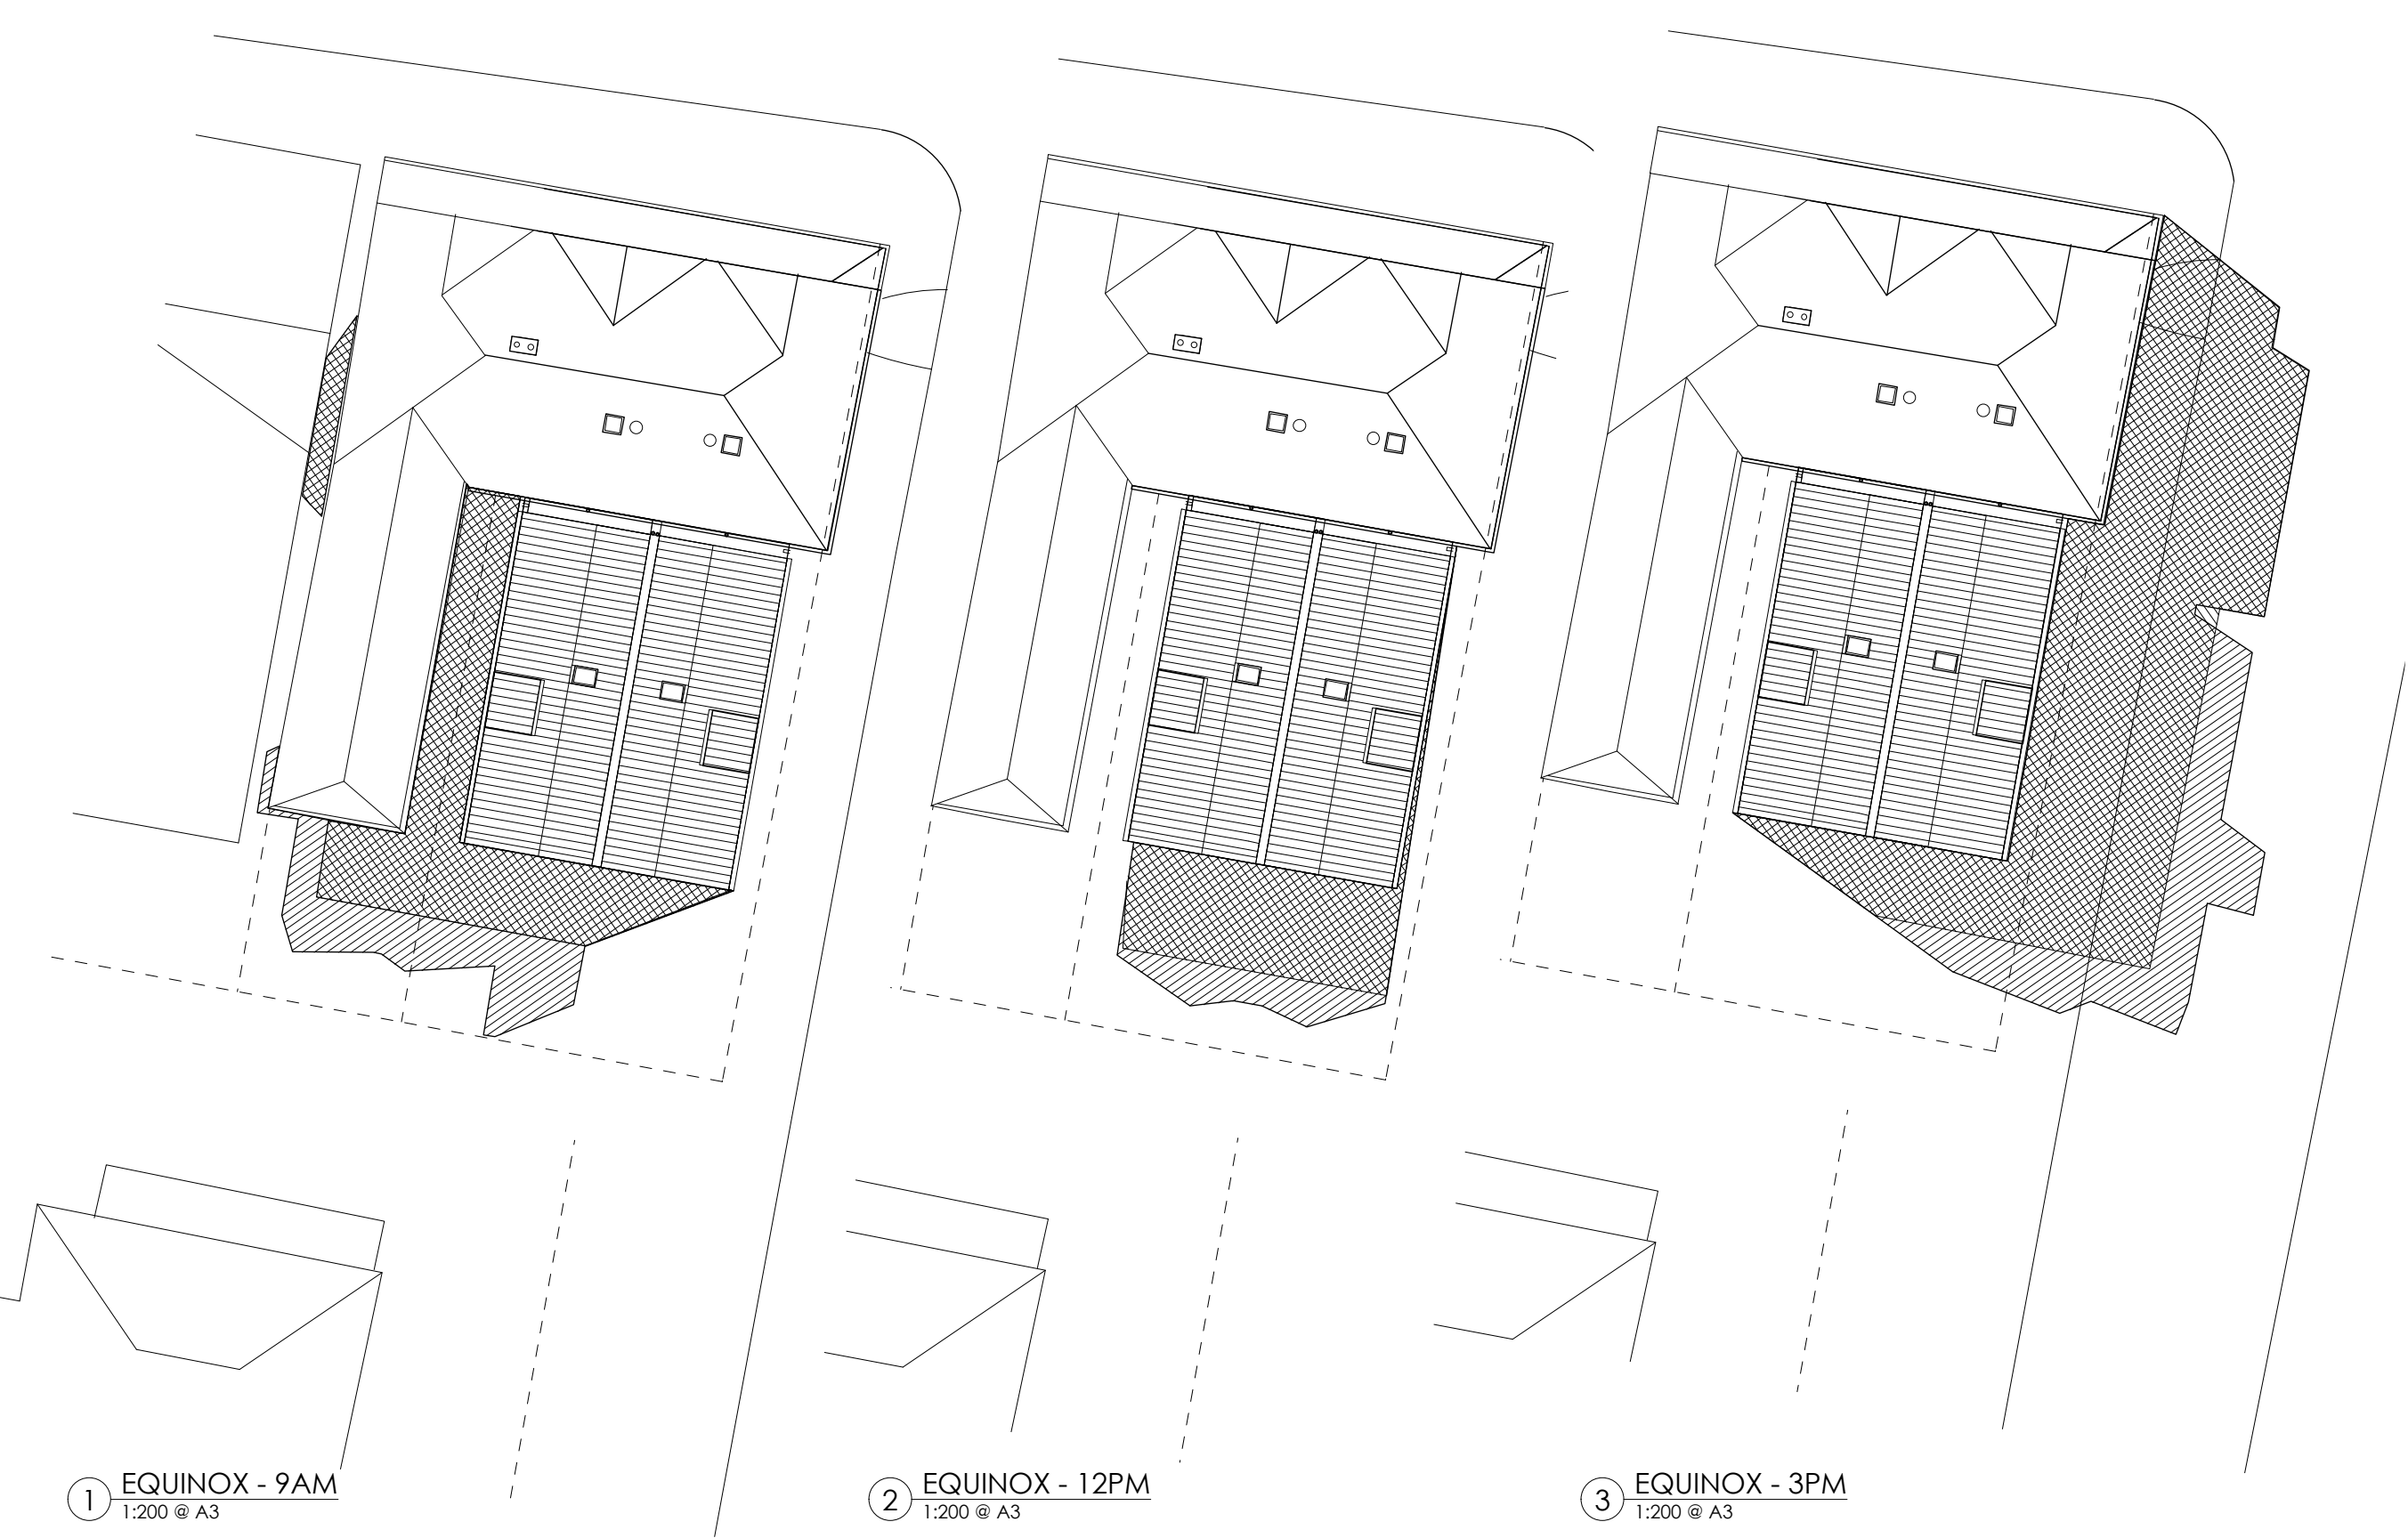 1 EQUINOX - 9AM
1:200 @ A3
2 EQUINOX - 12PM
1:200 @ A3
3 EQUINOX - 3PM
1:200 @ A3